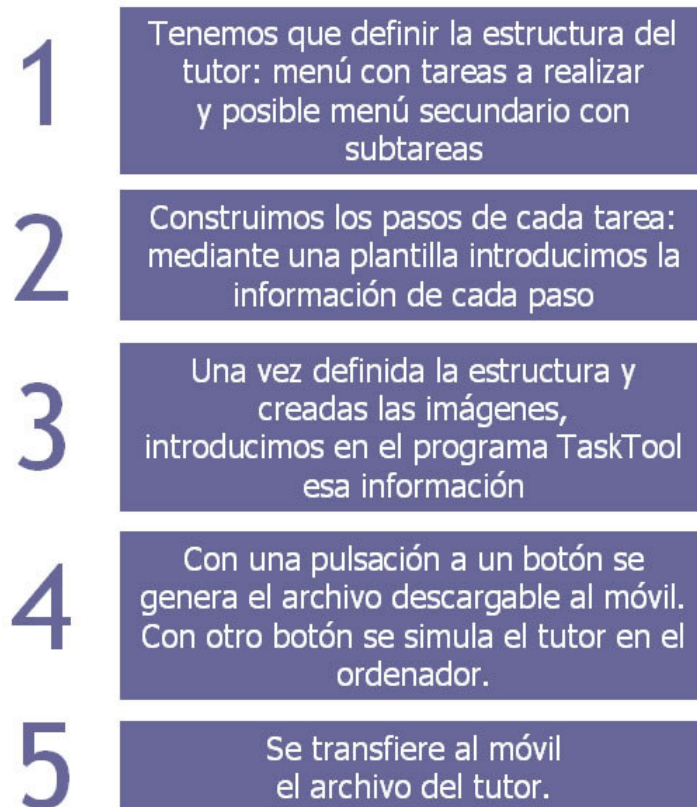 1
Tenemos que definir la estructura del
tutor: menú con tareas a realizar
y posible menú secundario con
subtareas
2
Construimos los pasos de cada tarea:
mediante una plantilla introducimos la
información de cada paso
3
Una vez definida la estructura y
creadas las imágenes,
introducimos en el programa TaskTool
esa información
4
Con una pulsación a un botón se
genera el archivo descargable al móvil.
Con otro botón se simula el tutor en el
ordenador.
5
Se transfiere al móvil
el archivo del tutor.